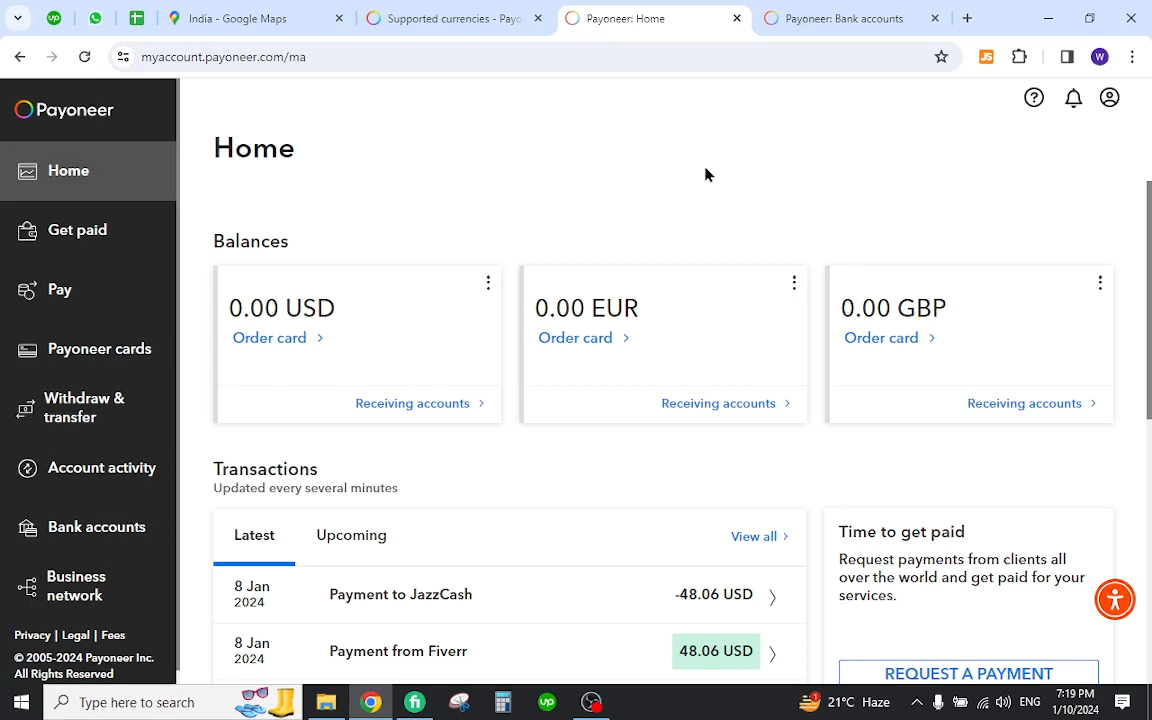 India - Google Maps
Supported currencies - Payo
Payoneer: Home
Payoneer: Bank accounts
myaccount.payoneer.com/ma
JS
W
Payoneer
Home
Get paid
Pay
Payoneer cards
Withdraw &
transfer
Account activity
Bank accounts
Business
network
Privacy | Legal | Fees
© 2005-2024 Payoneer Inc.
All Rights Reserved
Home
Balances
0.00 USD
Order card
Receiving accounts
0.00 EUR
Order card
Receiving accounts
0.00 GBP
Order card
Receiving accounts
Transactions
Updated every several minutes
Latest
Upcoming
View all
8 Jan
2024
Payment to JazzCash
-48.06 USD
8 Jan
2024
Payment from Fiverr
48.06 USD
Time to get paid
Request payments from clients all
over the world and get paid for your
services.
REQUEST A PAYMENT
Type here to search
fi
up
1
21°C Haze
ENG
7:19 PM
1/10/2024